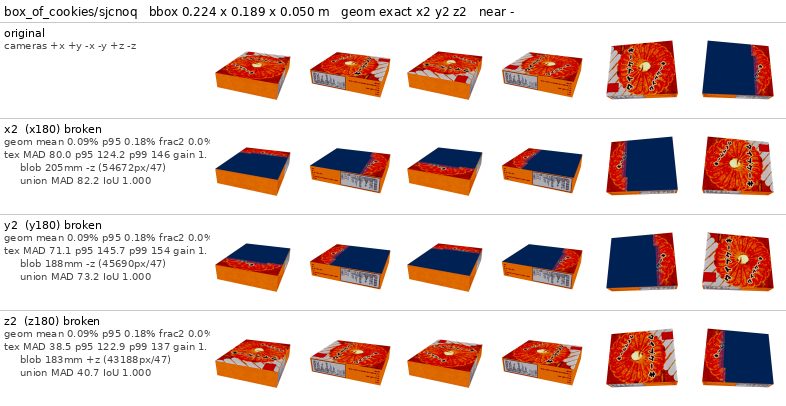 box_of_cookies/sjcnoq bbox 0.224 x 0.189 x 0.050 m geom exact x2 y2 z2 near -
original
cameras +x +y -x -y +z -z
x2 (x180) broken
geom mean 0.09% p95 0.18% frac2 0.0%
tex MAD 80.0 p95 124.2 p99 146 gain 1.
blob 205mm -z (54672px/47)
union MAD 82.2 IoU 1.000
y2 (y180) broken
geom mean 0.09% p95 0.18% frac2 0.0%
tex MAD 71.1 p95 145.7 p99 154 gain 1.
blob 188mm -z (45690px/47)
union MAD 73.2 IoU 1.000
z2 (z180) broken
geom mean 0.09% p95 0.18% frac2 0.0%
tex MAD 38.5 p95 122.9 p99 137 gain 1.
blob 183mm +z (43188px/47)
union MAD 40.7 IoU 1.000